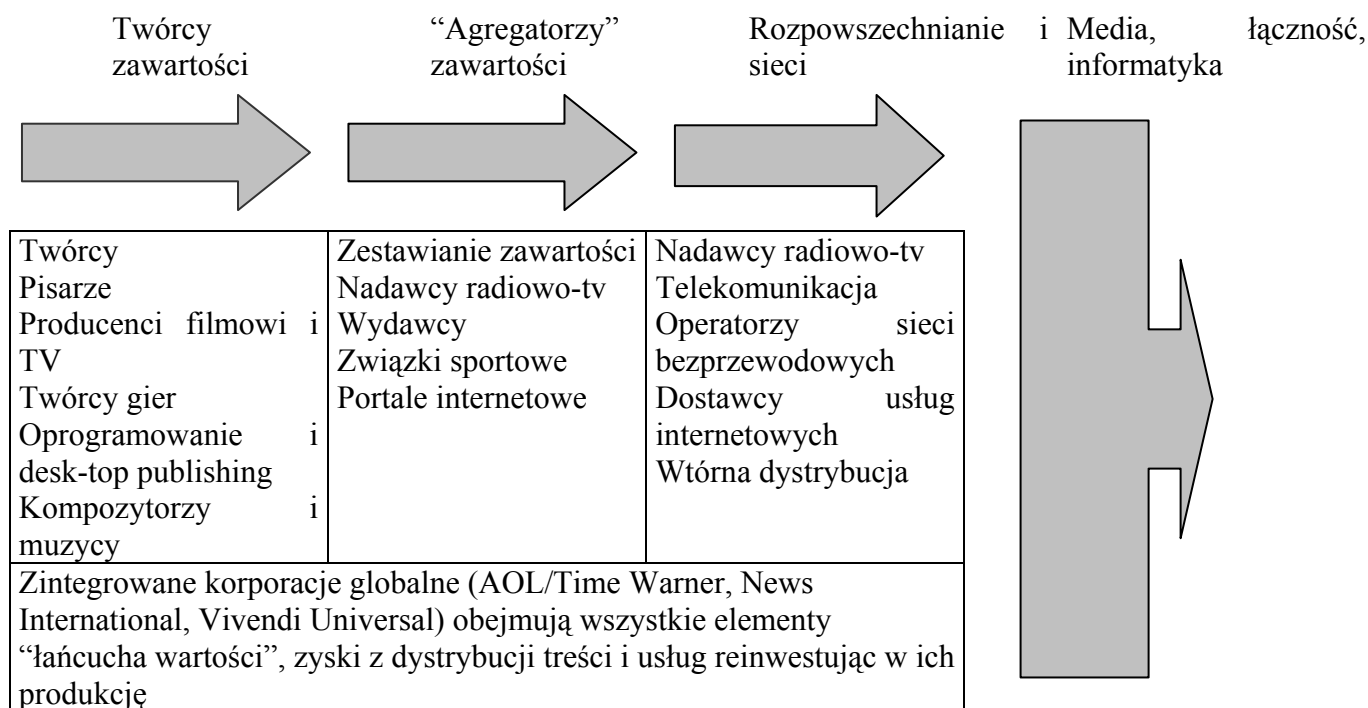 Twórcy
zawartości
“Agregatorzy”
zawartości
Rozpowszechnianie i
sieci
Media, łączność,
informatyka
Twórcy
Pisarze
Producenci filmowi i
TV
Twórcy gier
Oprogramowanie i
desk-top publishing
Kompozytorzy i
muzycy
Zestawianie zawartości
Nadawcy radiowo-tv
Wydawcy
Związki sportowe
Portale internetowe
Nadawcy radiowo-tv
Telekomunikacja
Operatorzy sieci
bezprzewodowych
Dostawcy usług
internetowych
Wtórna dystrybucja
Zintegrowane korporacje globalne (AOL/Time Warner, News
International, Vivendi Universal) obejmują wszystkie elementy
“łańcucha wartości”, zyski z dystrybucji treści i usług reinwestując w ich
produkcję